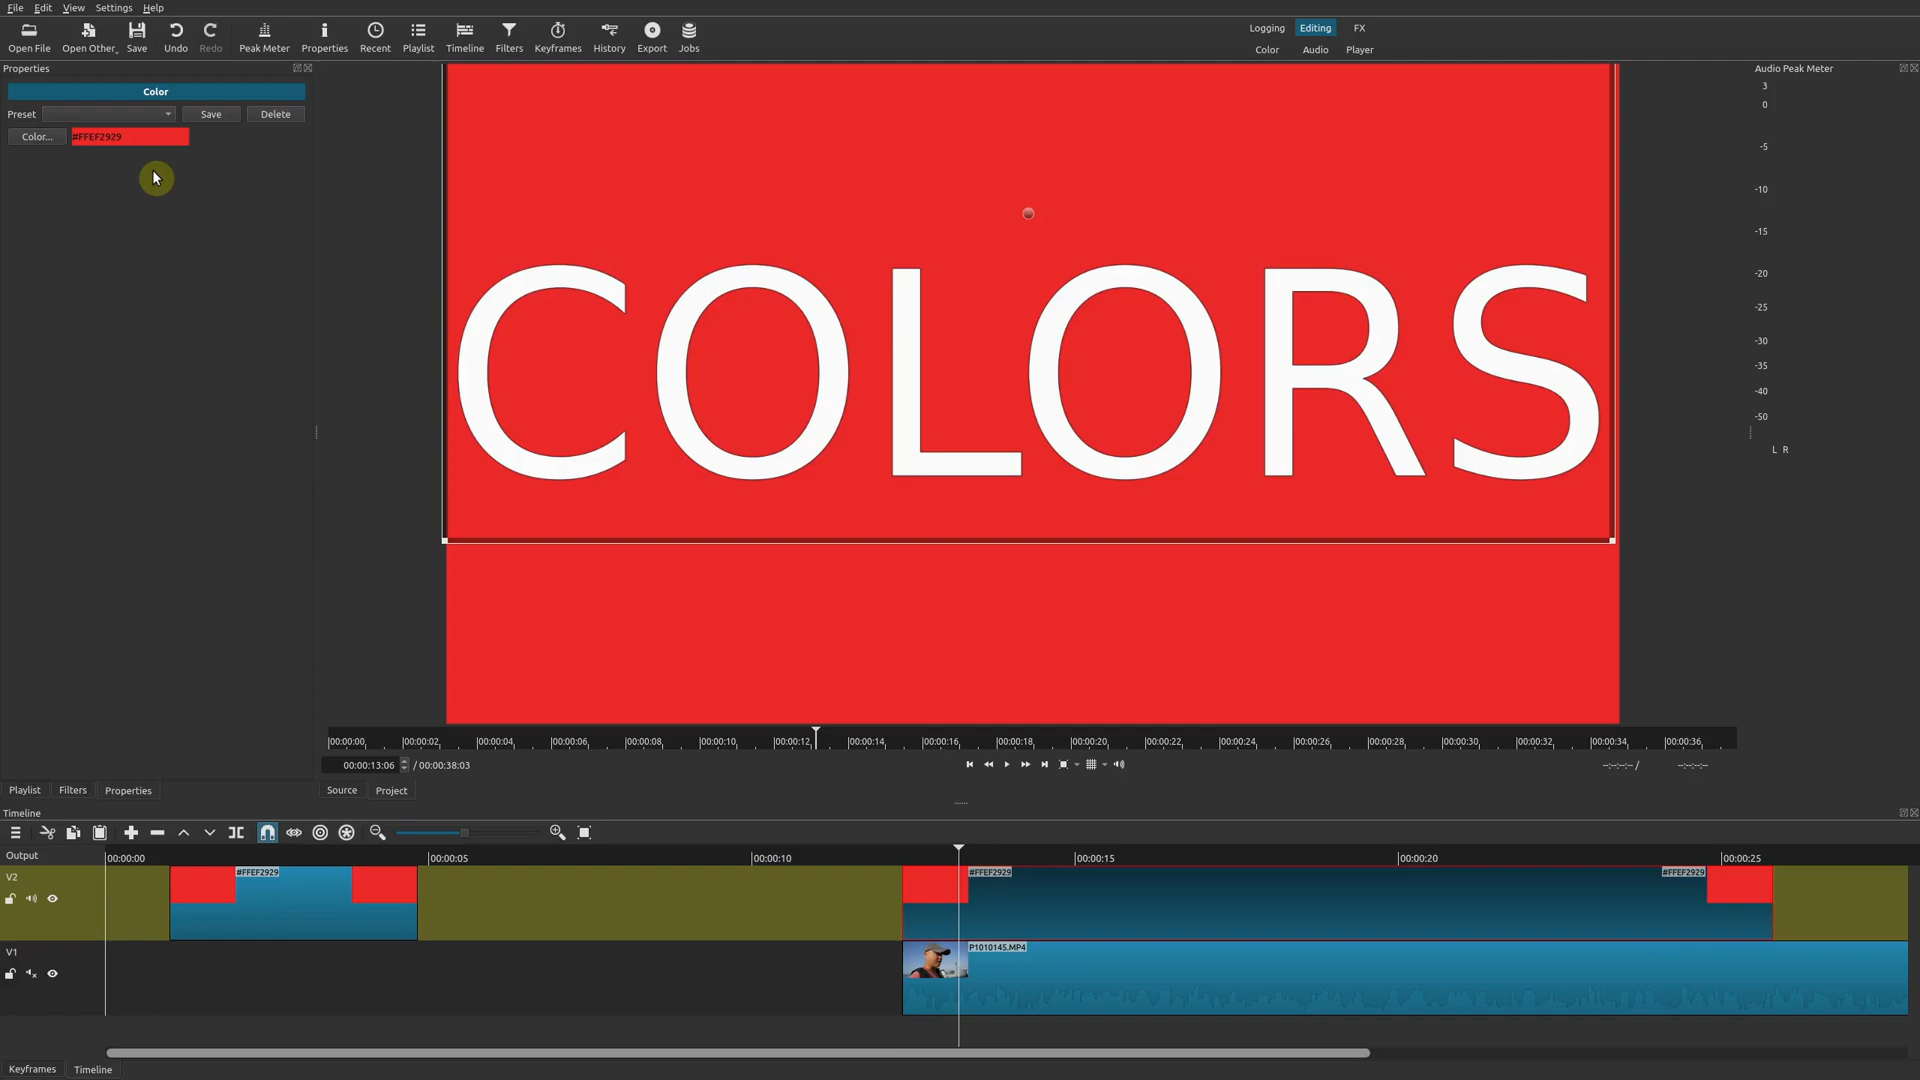 File Edit View Settings Help
Open File Open Other Save Undo Redo Peak Meter Properties Recent Playlist Timeline Filters Keyframes History Export Jobs
Logging Editing FX
Color Audio Player
Properties
Color
Preset Save Delete
Color... #FFEF2929
COLORS
Audio Peak Meter
3
0
-5
-10
-15
-20
-25
-30
-35
-40
-50
L R
00:00:00 00:00:02 00:00:04 00:00:06 00:00:08 00:00:10 00:00:12 00:00:14 00:00:16 00:00:18 00:00:20 00:00:22 00:00:24 00:00:26 00:00:28 00:00:30 00:00:32 00:00:34 00:00:36
00:00:13:06 / 00:00:38:03 --:--:--:-- / --:--:--:--
Playlist Filters Properties Source Project
Timeline
Output 00:00:00 00:00:05 00:00:10 00:00:15 00:00:20 00:00:25
V2 #FFEF2929 #FFEF2929 #FFEF2929
V1 P1010145.MP4
Keyframes Timeline